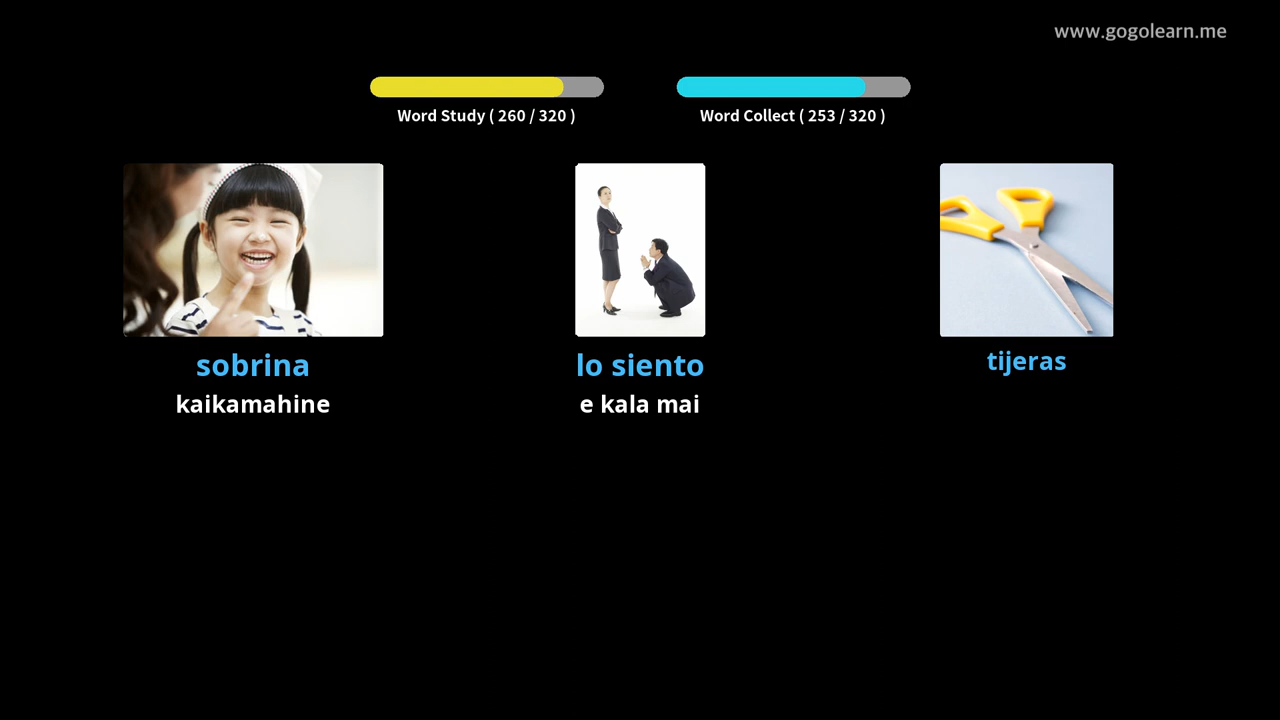 www.gogolearn.me
Word Study ( 260 / 320 )
Word Collect ( 253 / 320 )
sobrina
kaikamahine
lo siento
e kala mai
tijeras